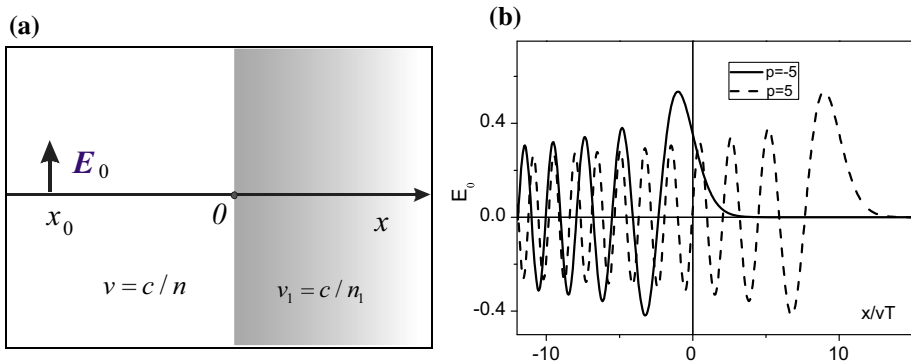 (a)
E₀
x₀
0
x
v = c / n
v₁ = c / n₁
(b)
p=-5
p=5
0.4
0.0
-0.4
E₀
x/vT
-10
0
10